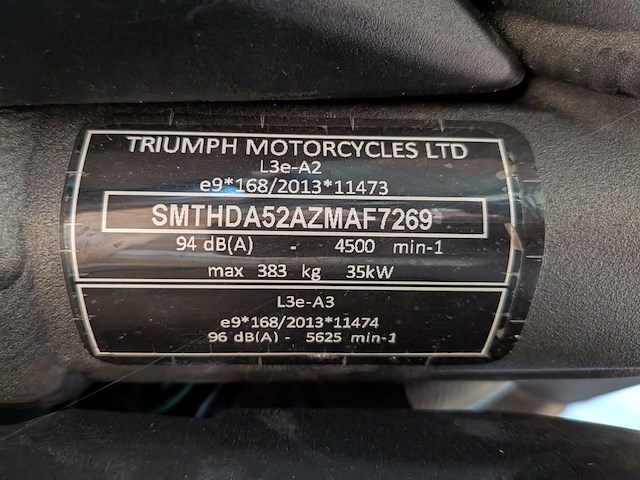 TRIUMPH MOTORCYCLES LTD
L3e-A2
e9*168/2013*11473
SMTHDA52AZMAF7269
94 dB(A) - 4500 min-1
max 383 kg 35kW
L3e-A3
e9*168/2013*11474
96 dB(A) - 5625 min-1